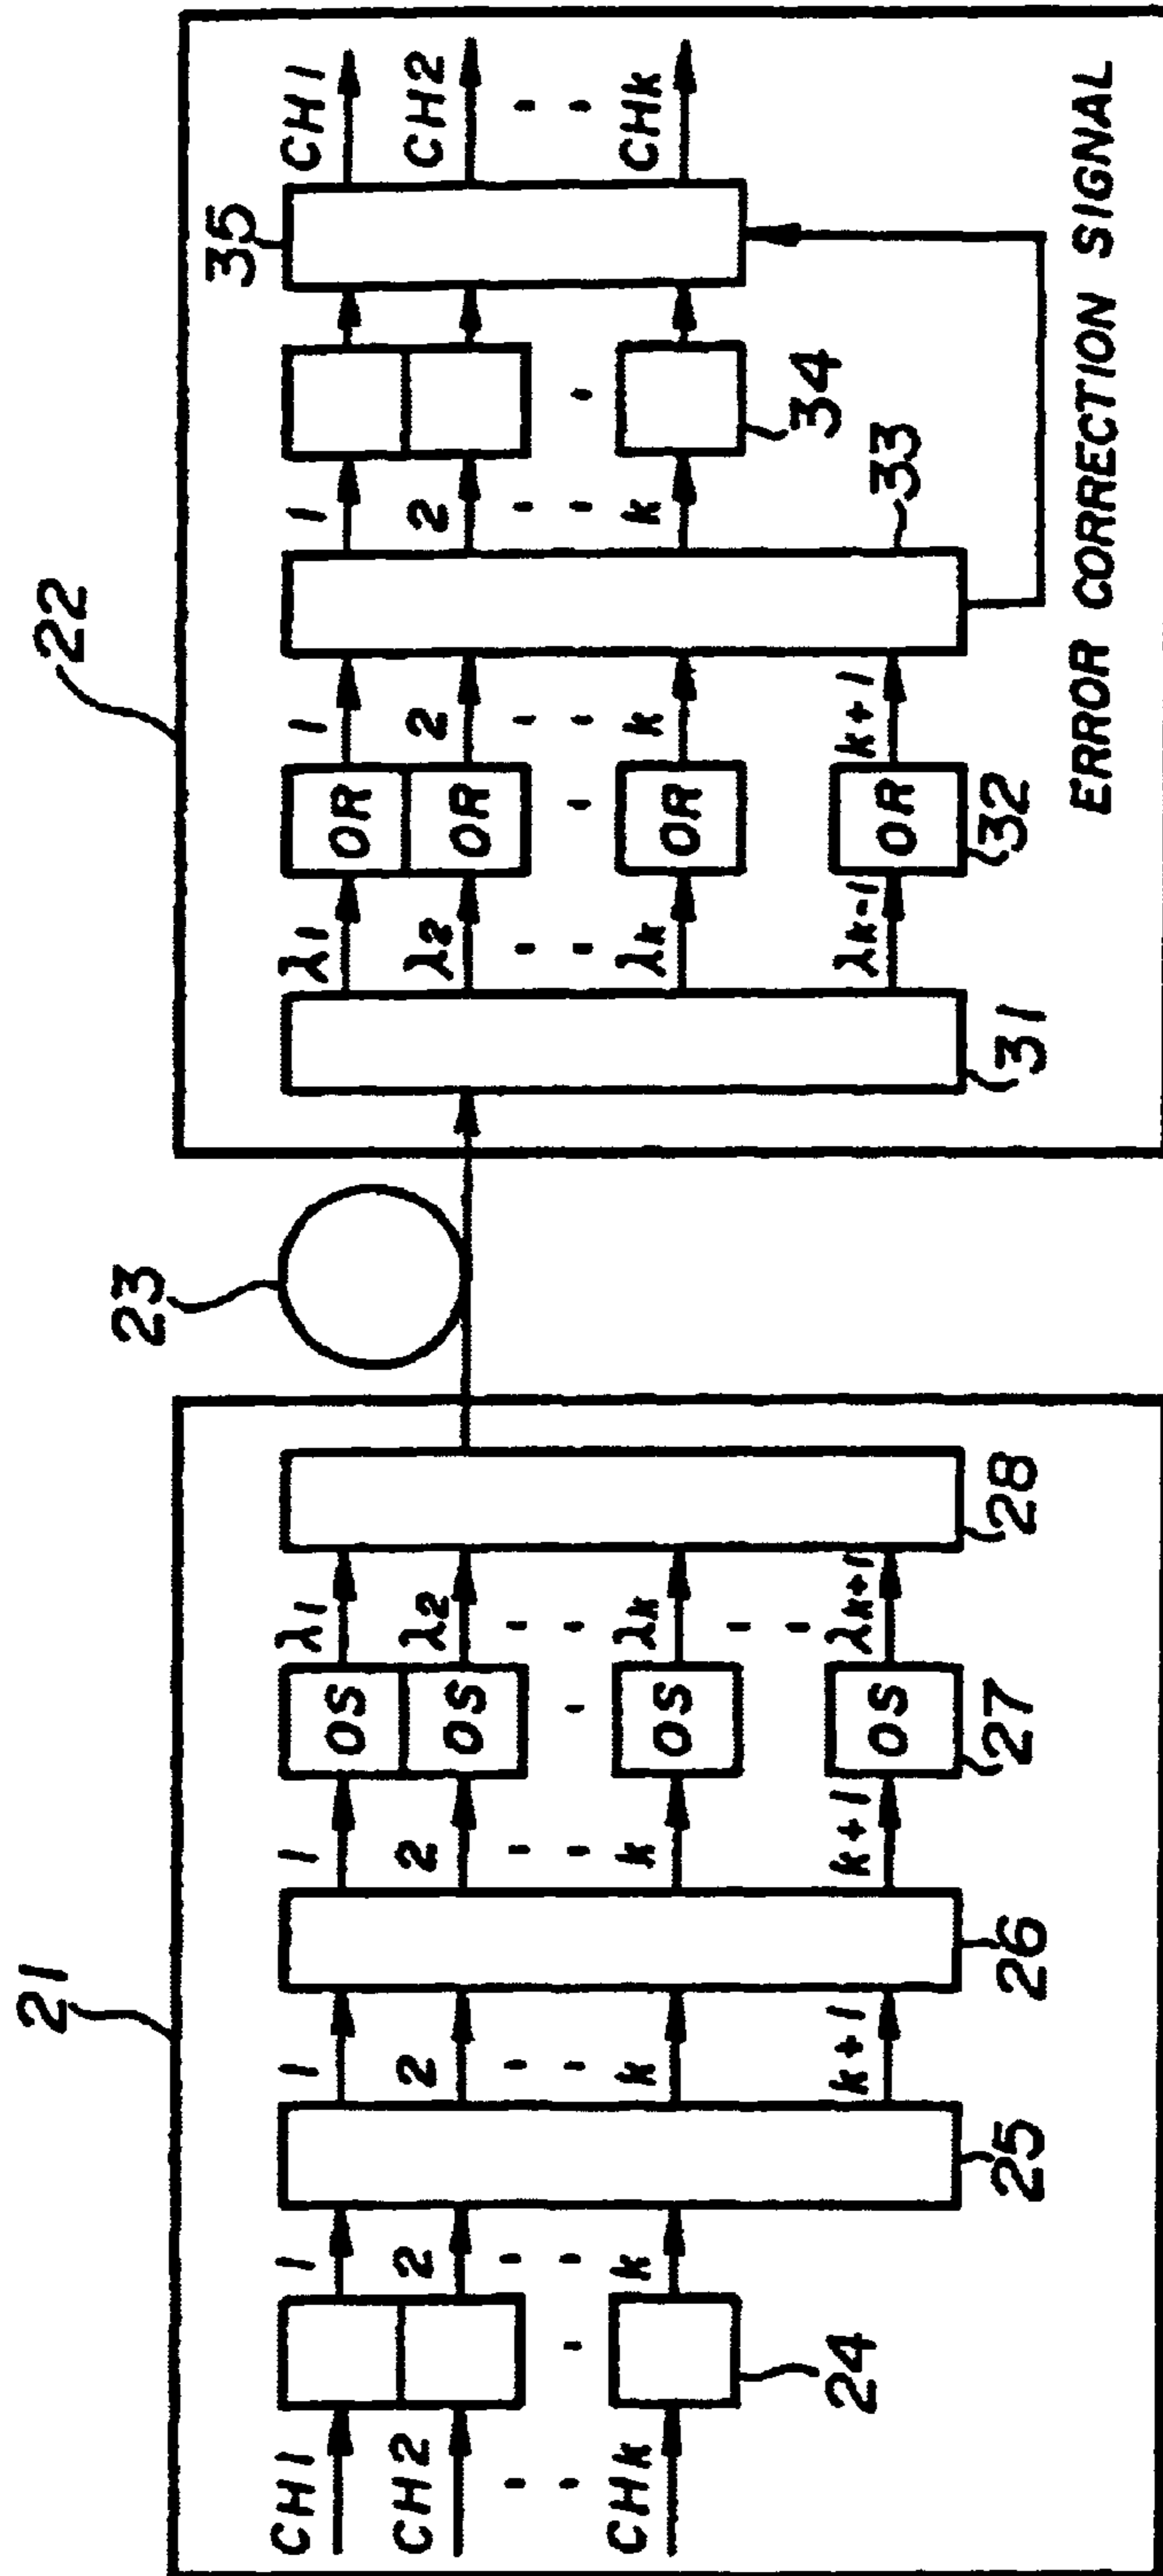 21
CH1
CH2
CHk
1
2
k
24
1
2
k
k+1
25
1
2
k
k+1
26
OS
OS
OS
OS
27
λ1
λ2
λk
λk+1
28
23
22
31
λ1
λ2
λk
λk-1
OR
OR
OR
OR
32
1
2
k
k+1
33
1
2
k
34
35
CH1
CH2
CHk
ERROR CORRECTION SIGNAL